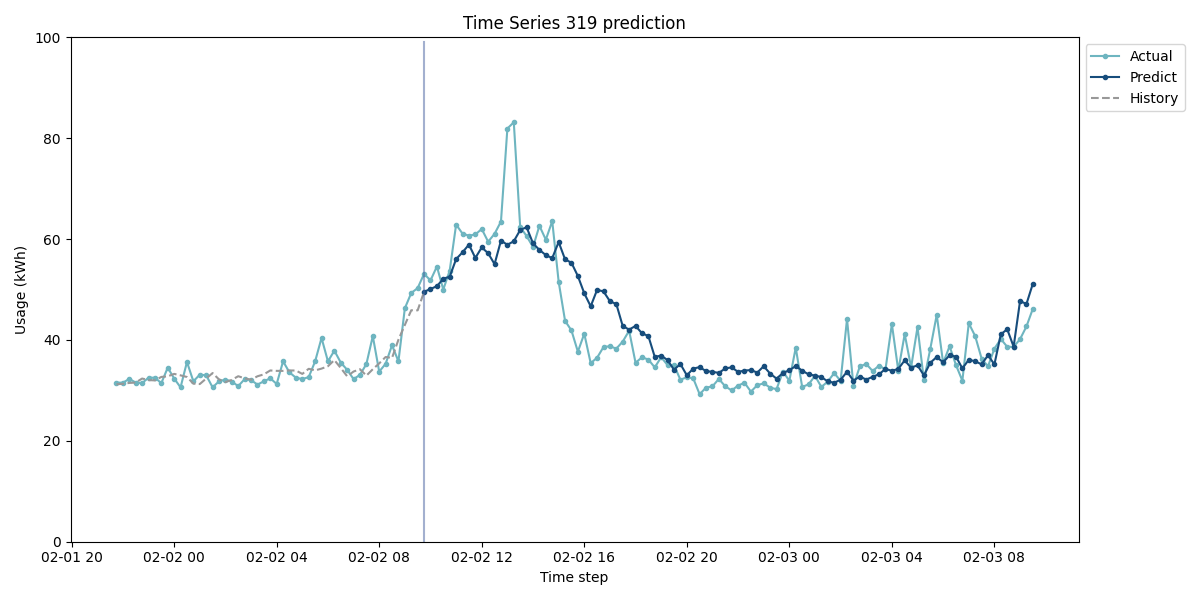 Time Series 319 prediction
100
80
60
40
20
0
Usage (kWh)
02-01 20 02-02 00 02-02 04 02-02 08 02-02 12 02-02 16 02-02 20 02-03 00 02-03 04 02-03 08
Time step
Actual
Predict
History